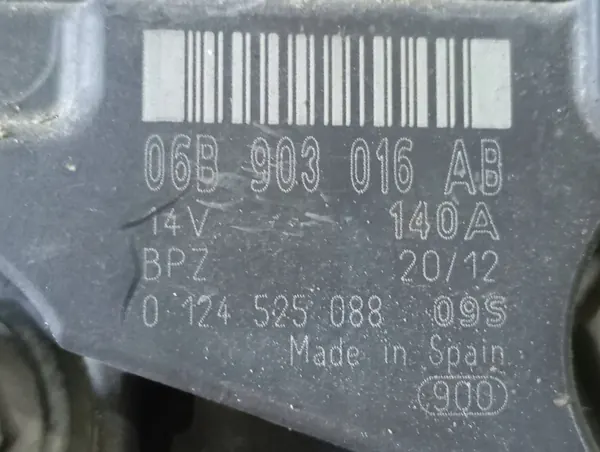 06B 903 016 AB
14V 140A
BPZ 20/12
0 124 525 088 09S
Made in Spain
900